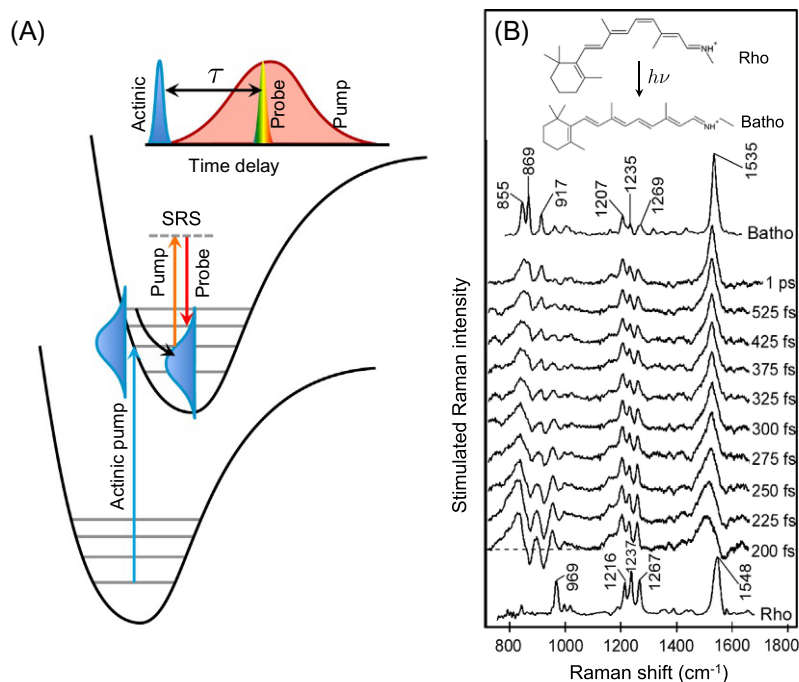 (A)
Actinic
τ
Probe
Pump
Time delay
SRS
Pump
Probe
Actinic pump
(B)
NH+
Rho
hν
Batho
NH+
855
869
917
1207
1235
1269
1535
Batho
1 ps
525 fs
425 fs
375 fs
325 fs
300 fs
275 fs
250 fs
225 fs
200 fs
969
1216
1237
1267
1548
Rho
Stimulated Raman intensity
800 1000 1200 1400 1600 1800
Raman shift (cm⁻¹)